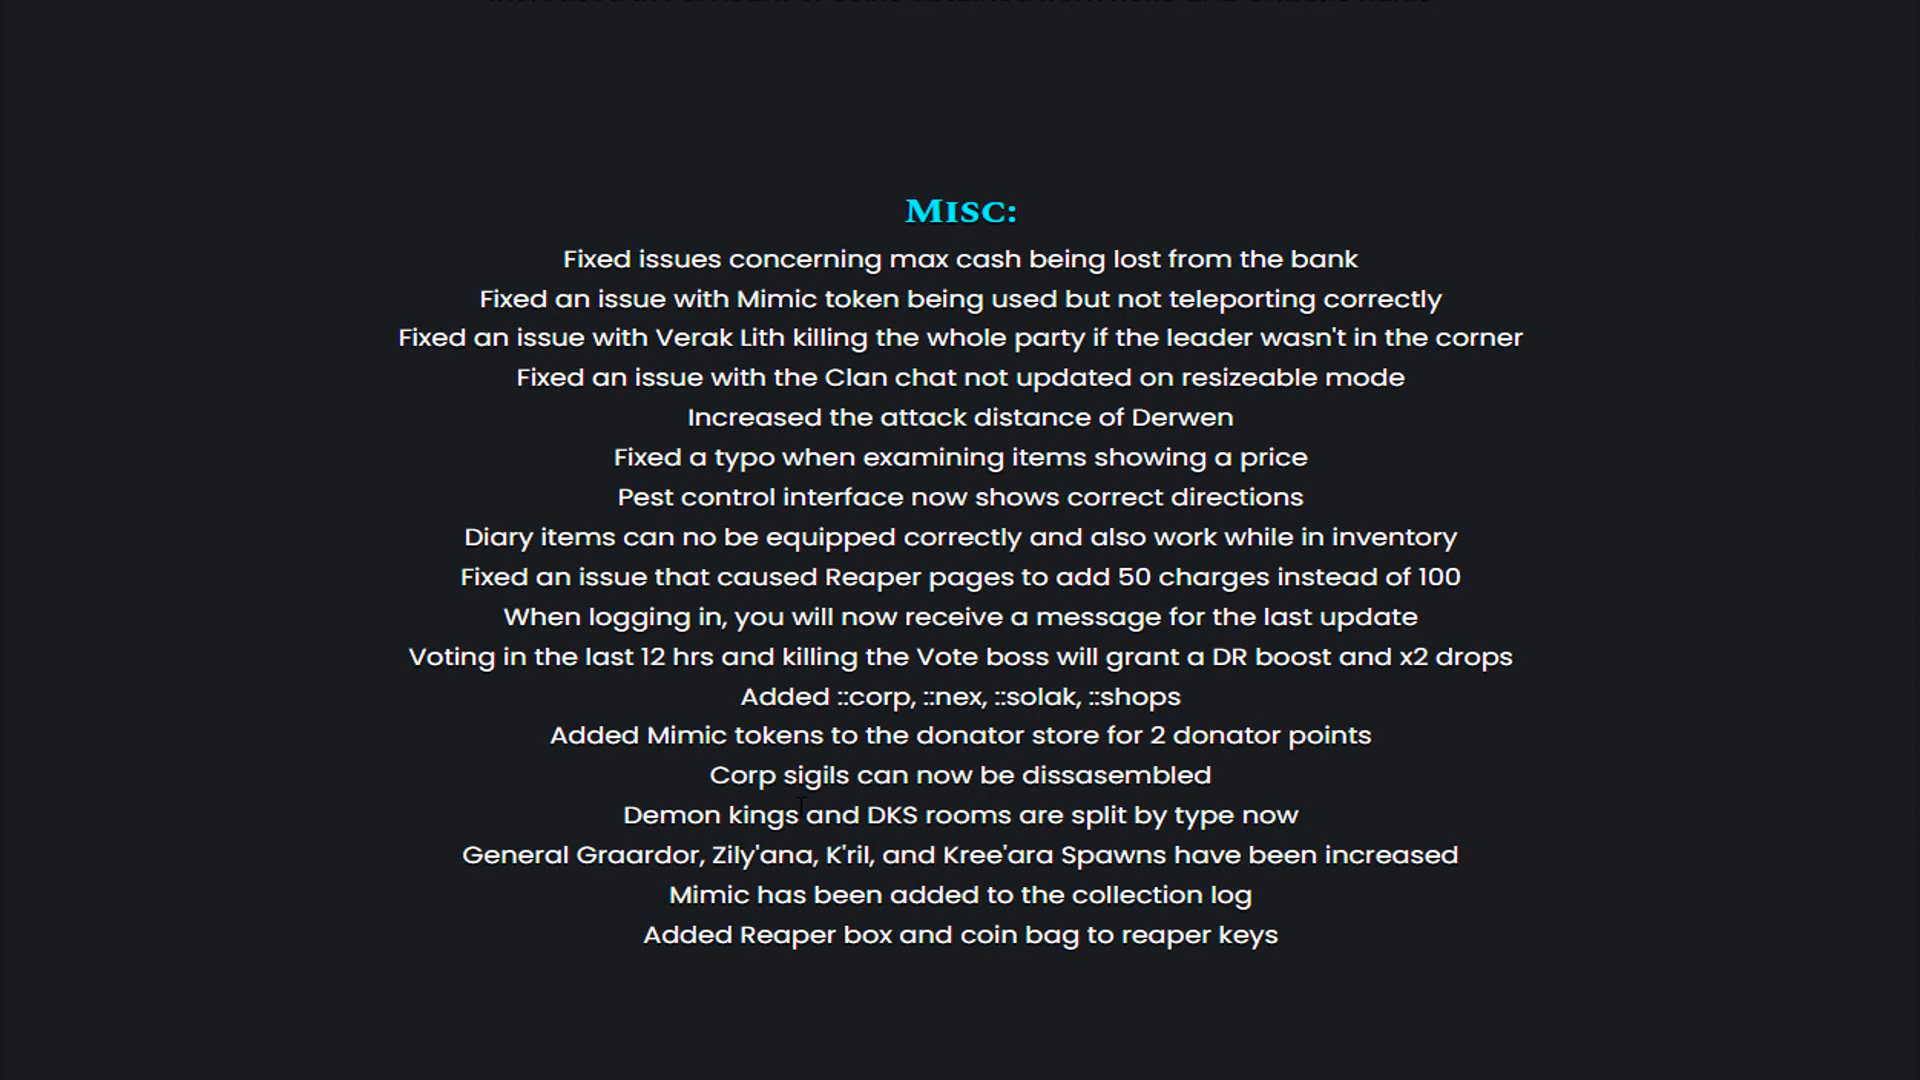 Misc:
Fixed issues concerning max cash being lost from the bank
Fixed an issue with Mimic token being used but not teleporting correctly
Fixed an issue with Verak Lith killing the whole party if the leader wasn't in the corner
Fixed an issue with the Clan chat not updated on resizeable mode
Increased the attack distance of Derwen
Fixed a typo when examining items showing a price
Pest control interface now shows correct directions
Diary items can no be equipped correctly and also work while in inventory
Fixed an issue that caused Reaper pages to add 50 charges instead of 100
When logging in, you will now receive a message for the last update
Voting in the last 12 hrs and killing the Vote boss will grant a DR boost and x2 drops
Added ::corp, ::nex, ::solak, ::shops
Added Mimic tokens to the donator store for 2 donator points
Corp sigils can now be dissasembled
Demon kings and DKS rooms are split by type now
General Graardor, Zily'ana, K'ril, and Kree'ara Spawns have been increased
Mimic has been added to the collection log
Added Reaper box and coin bag to reaper keys